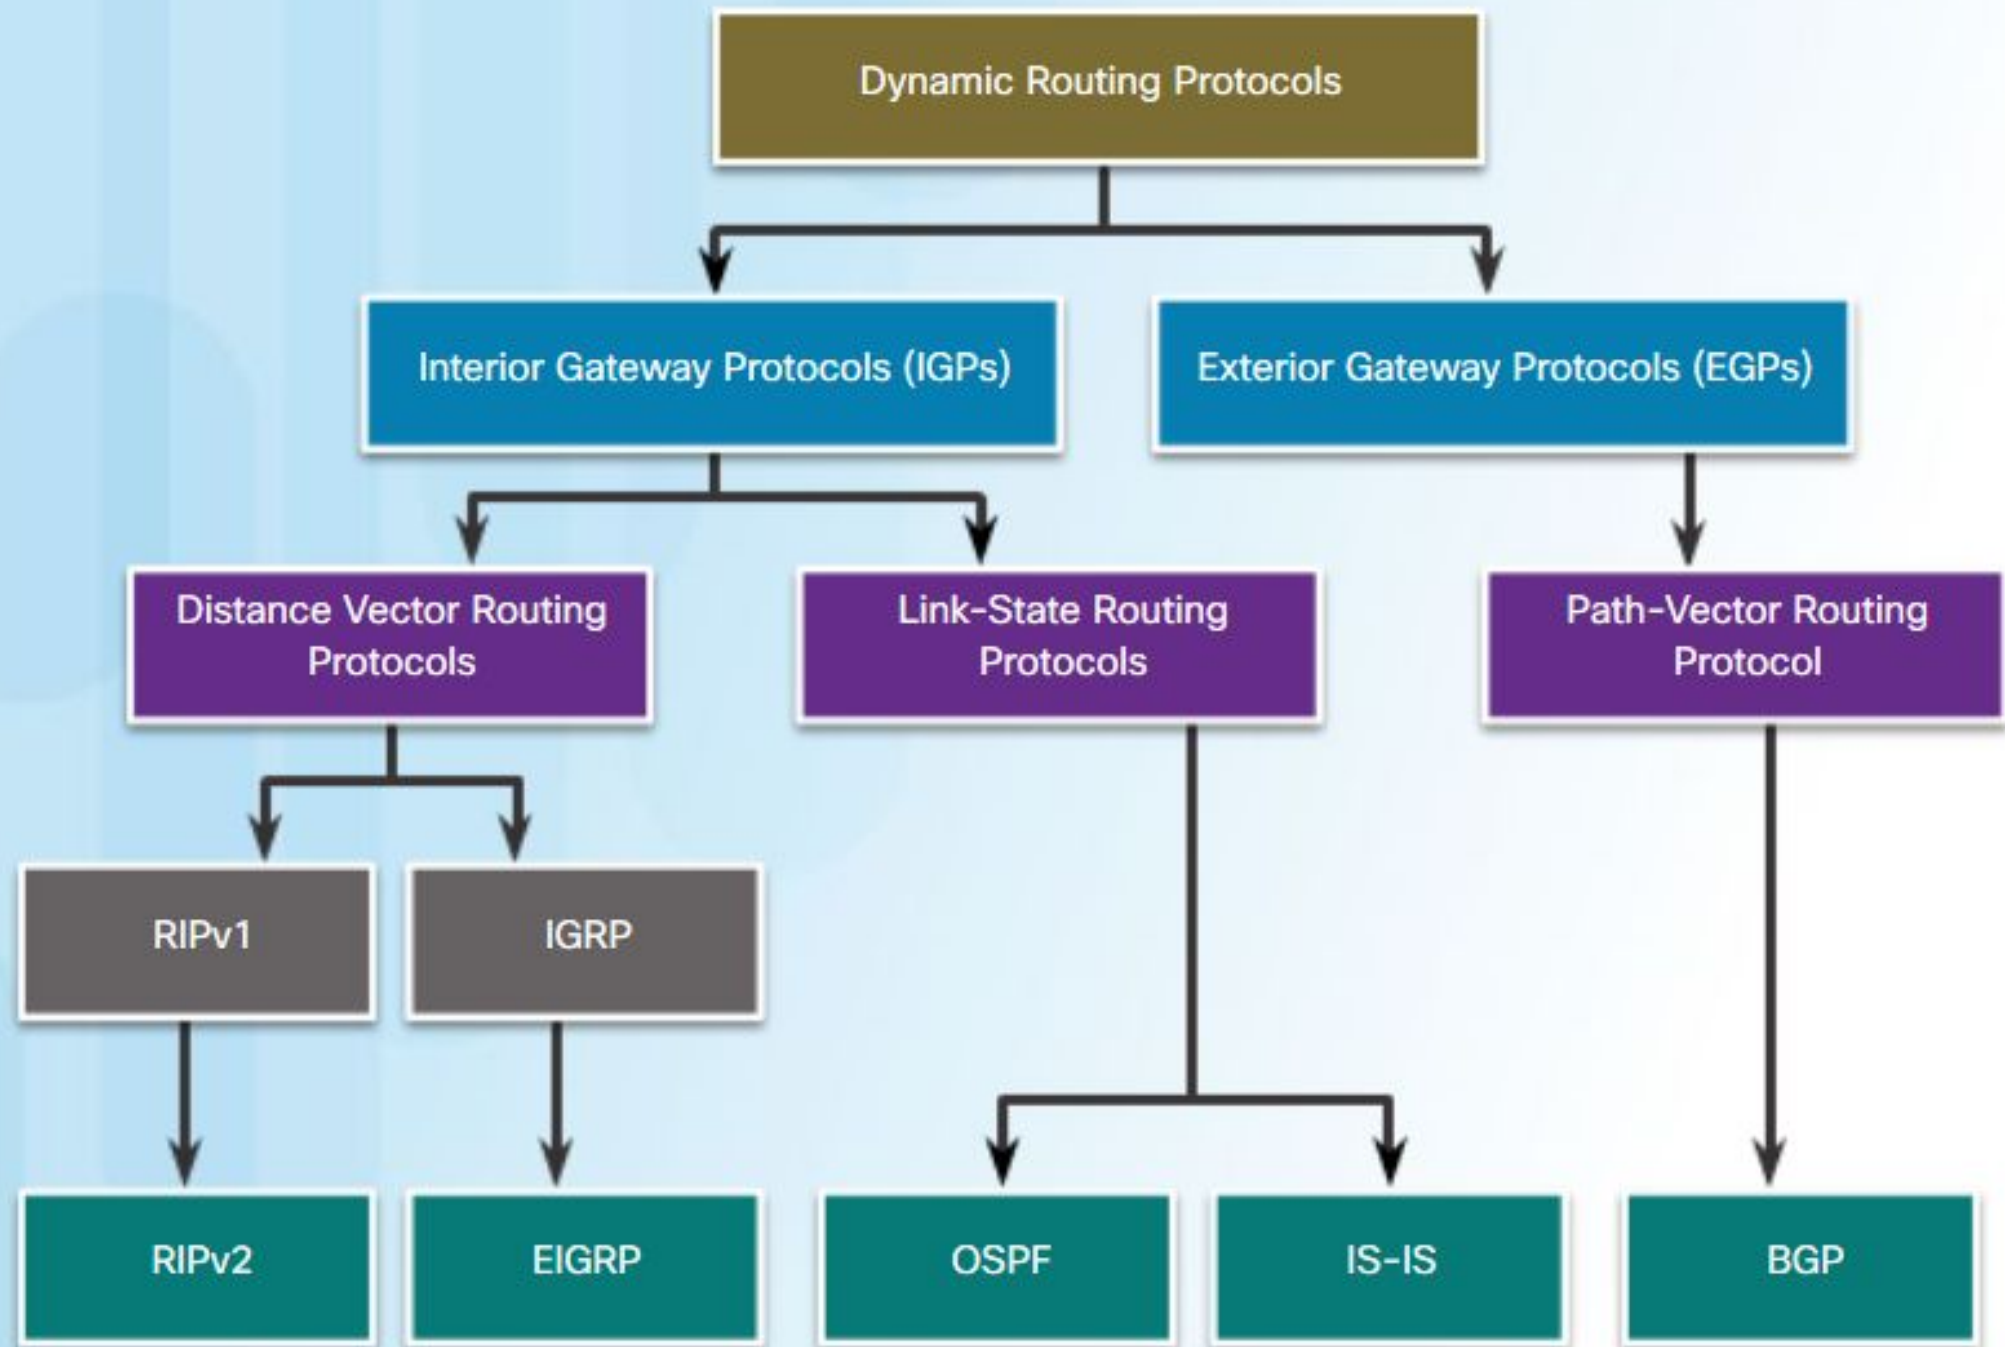 Dynamic Routing Protocols
Interior Gateway Protocols (IGPs)
Exterior Gateway Protocols (EGPs)
Distance Vector Routing
Protocols
Link-State Routing
Protocols
Path-Vector Routing
Protocol
RIPv1
IGRP
RIPv2
EIGRP
OSPF
IS-IS
BGP